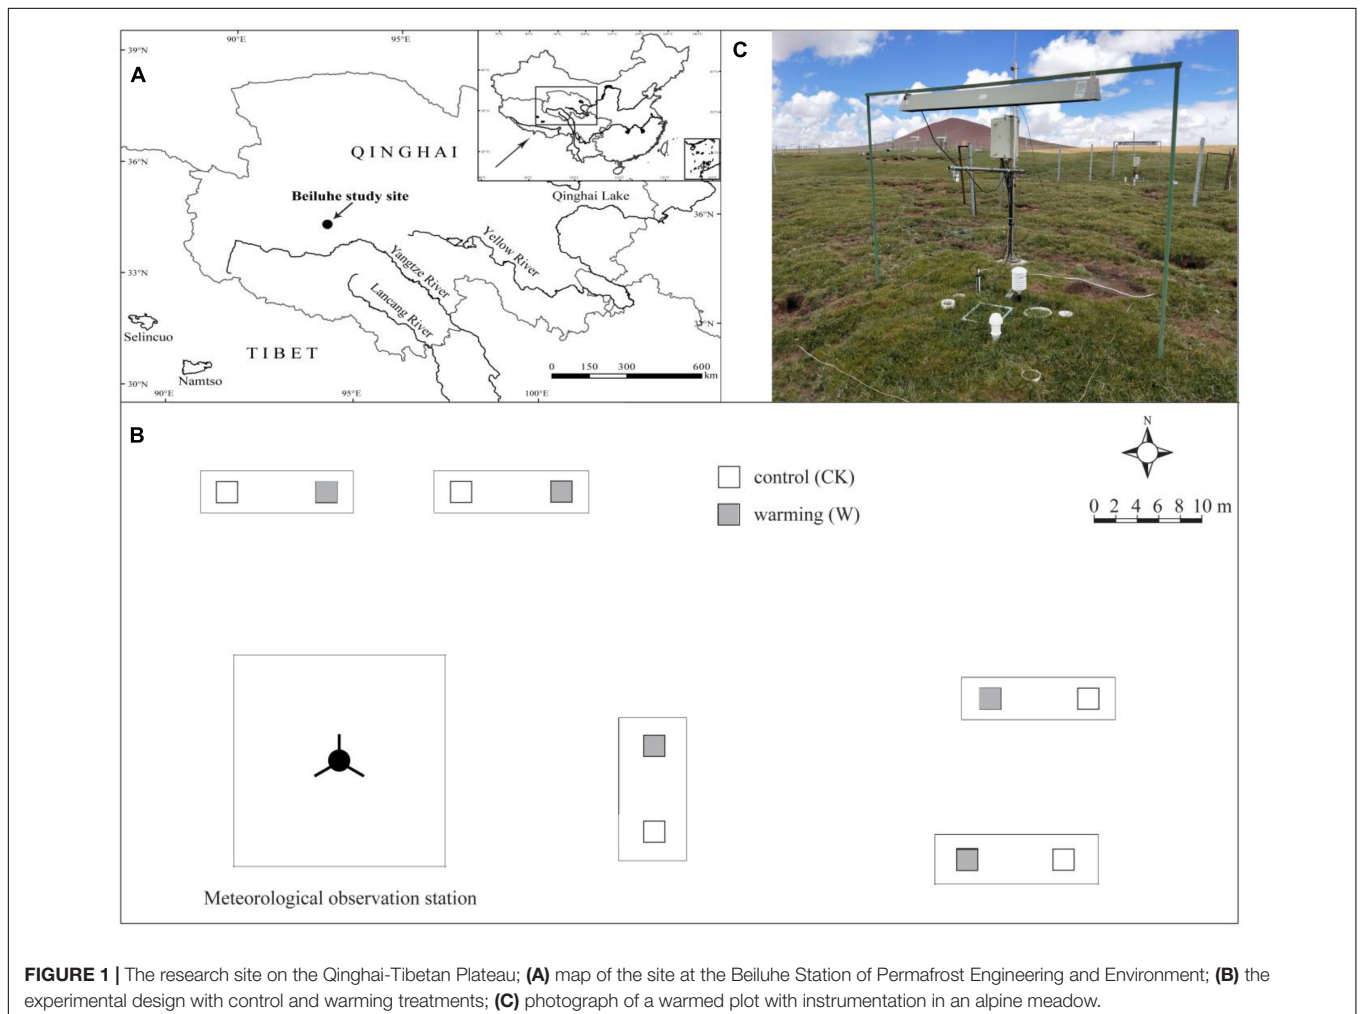 90°E
95°E
39°N
A
QINGHAI
36°N
Beiluhe study site
Qinghai Lake
36°N
Yellow River
Yangtze River
Lancang River
33°N
Selincuo
TIBET
Namtso
30°N
0 150 300 600
km
90°E
95°E
100°E
C
B
N
control (CK)
warming (W)
0 2 4 6 8 10 m
Meteorological observation station
FIGURE 1 | The research site on the Qinghai-Tibetan Plateau; (A) map of the site at the Beiluhe Station of Permafrost Engineering and Environment; (B) the
experimental design with control and warming treatments; (C) photograph of a warmed plot with instrumentation in an alpine meadow.